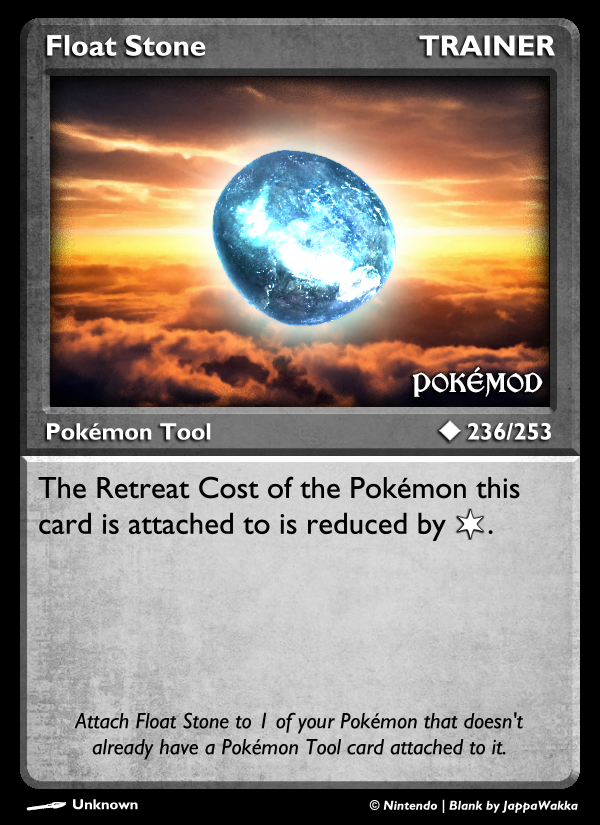 Float Stone TRAINER
POKÉMOD
Pokémon Tool ◆ 236/253
The Retreat Cost of the Pokémon this
card is attached to is reduced by ✶.
Attach Float Stone to 1 of your Pokémon that doesn't
already have a Pokémon Tool card attached to it.
Unknown © Nintendo | Blank by JappaWakka